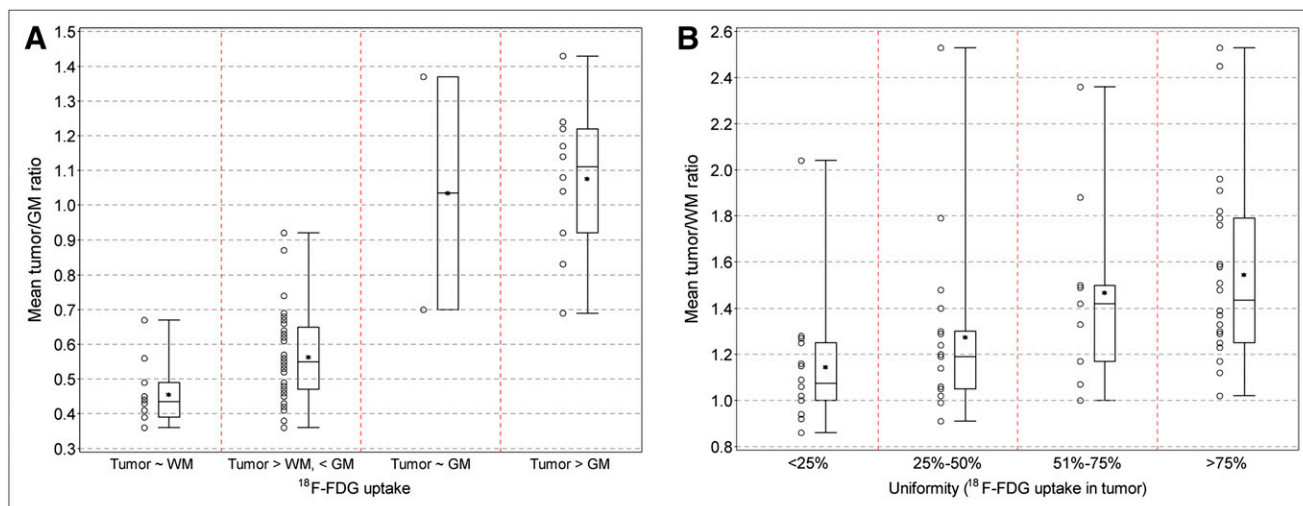 A
Mean tumor/GM ratio
1.5
1.4
1.3
1.2
1.1
1.0
0.9
0.8
0.7
0.6
0.5
0.4
0.3
Tumor ~ WM
Tumor > WM, < GM
Tumor ~ GM
Tumor > GM
¹⁸F-FDG uptake
B
Mean tumor/WM ratio
2.6
2.4
2.2
2.0
1.8
1.6
1.4
1.2
1.0
0.8
<25%
25%-50%
51%-75%
>75%
Uniformity (¹⁸F-FDG uptake in tumor)